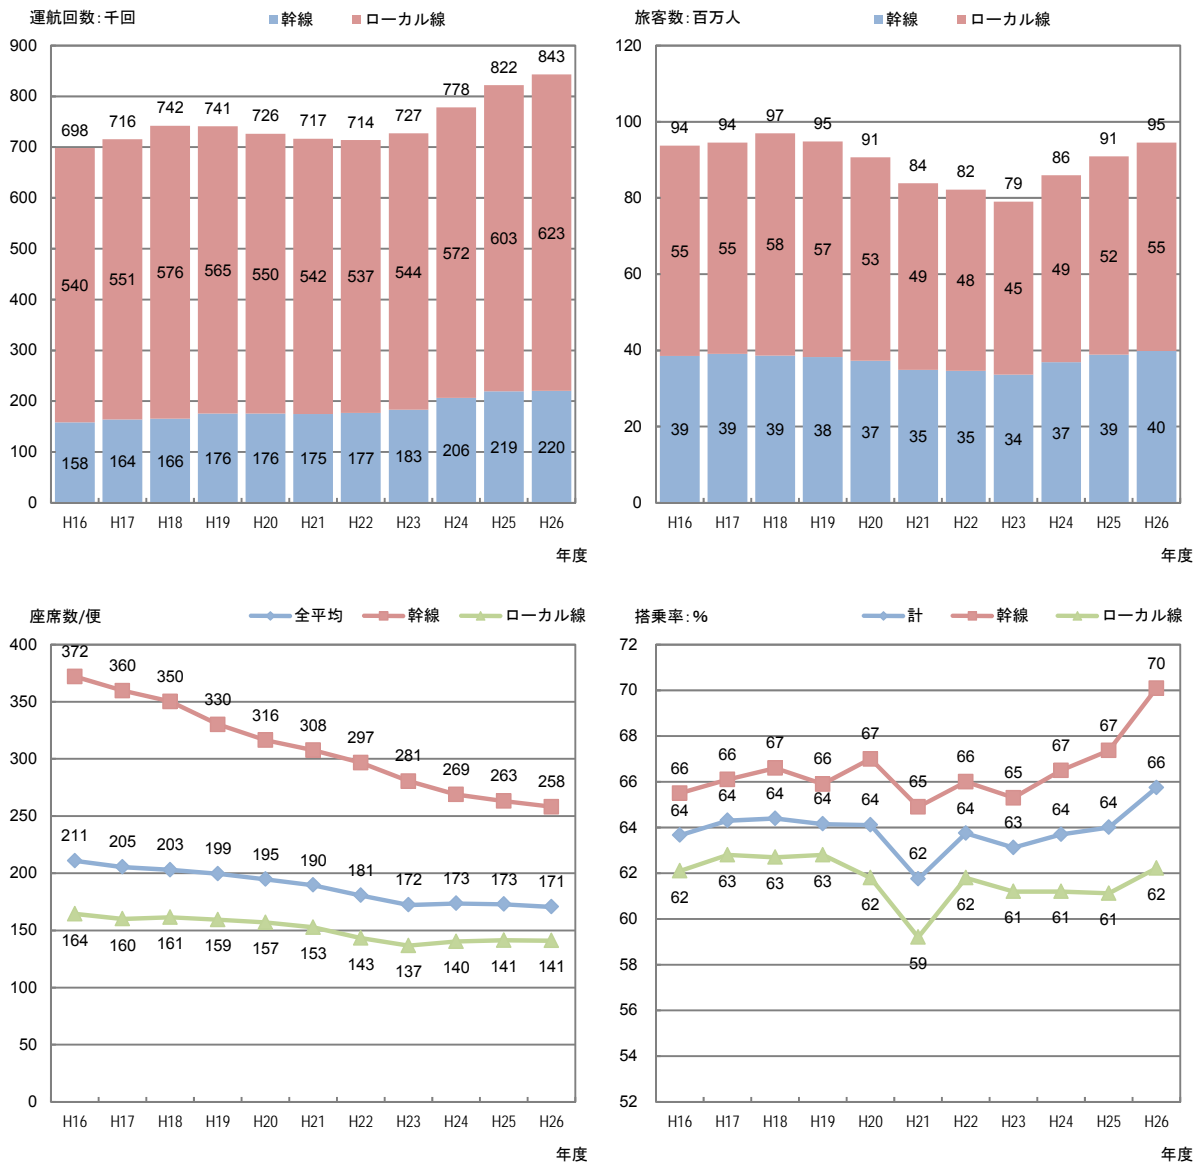 運航回数:千回 幹線 ローカル線
900
800
700
600
500
400
300
200
100
0
698 716 742 741 726 717 714 727 778 822 843
540 551 576 565 550 542 537 544 572 603 623
158 164 166 176 176 175 177 183 206 219 220
H16 H17 H18 H19 H20 H21 H22 H23 H24 H25 H26
年度
旅客数:百万人 幹線 ローカル線
120
100
80
60
40
20
0
94 94 97 95 91 84 82 79 86 91 95
55 55 58 57 53 49 48 45 49 52 55
39 39 39 38 37 35 35 34 37 39 40
H16 H17 H18 H19 H20 H21 H22 H23 H24 H25 H26
年度
座席数/便 全平均 幹線 ローカル線
400
350
300
250
200
150
100
50
0
372 360 350 330 316 308 297 281 269 263 258
211 205 203 199 195 190 181 172 173 173 171
164 160 161 159 157 153 143 137 140 141 141
H16 H17 H18 H19 H20 H21 H22 H23 H24 H25 H26
年度
搭乗率:% 計 幹線 ローカル線
72
70
68
66
64
62
60
58
56
54
52
66 66 67 66 67 65 66 65 67 67 70
64 64 64 64 64 62 64 63 64 64 66
62 63 63 63 62 59 62 61 61 61 62
H16 H17 H18 H19 H20 H21 H22 H23 H24 H25 H26
年度